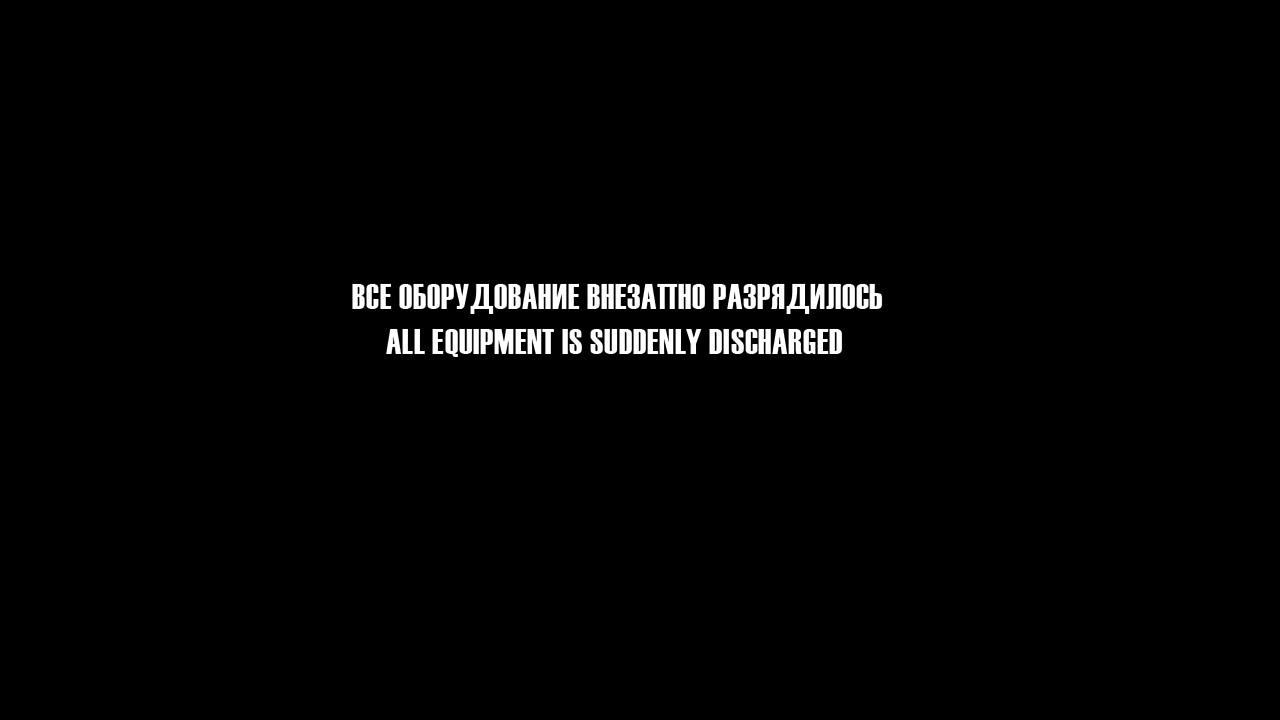 ВСЕ ОБОРУДОВАНИЕ ВНЕЗАПНО РАЗРЯДИЛОСЬ
ALL EQUIPMENT IS SUDDENLY DISCHARGED